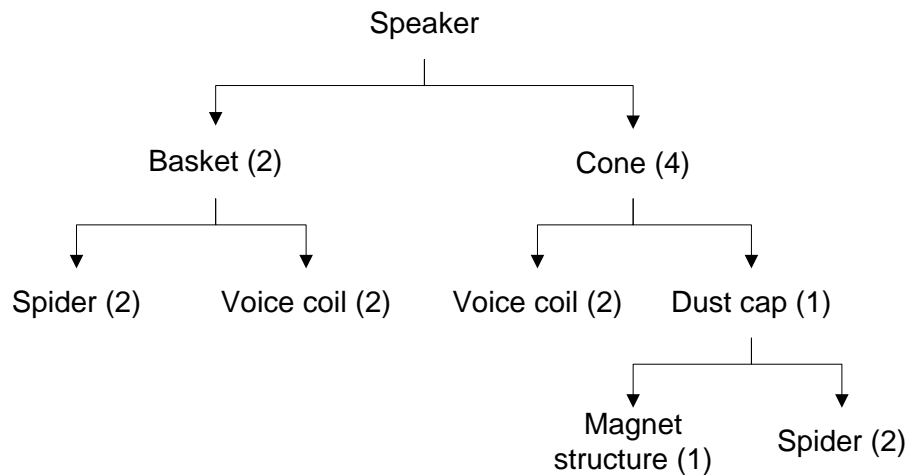 Speaker
Basket (2)
Cone (4)
Spider (2)
Voice coil (2)
Voice coil (2)
Dust cap (1)
Magnet
structure (1)
Spider (2)